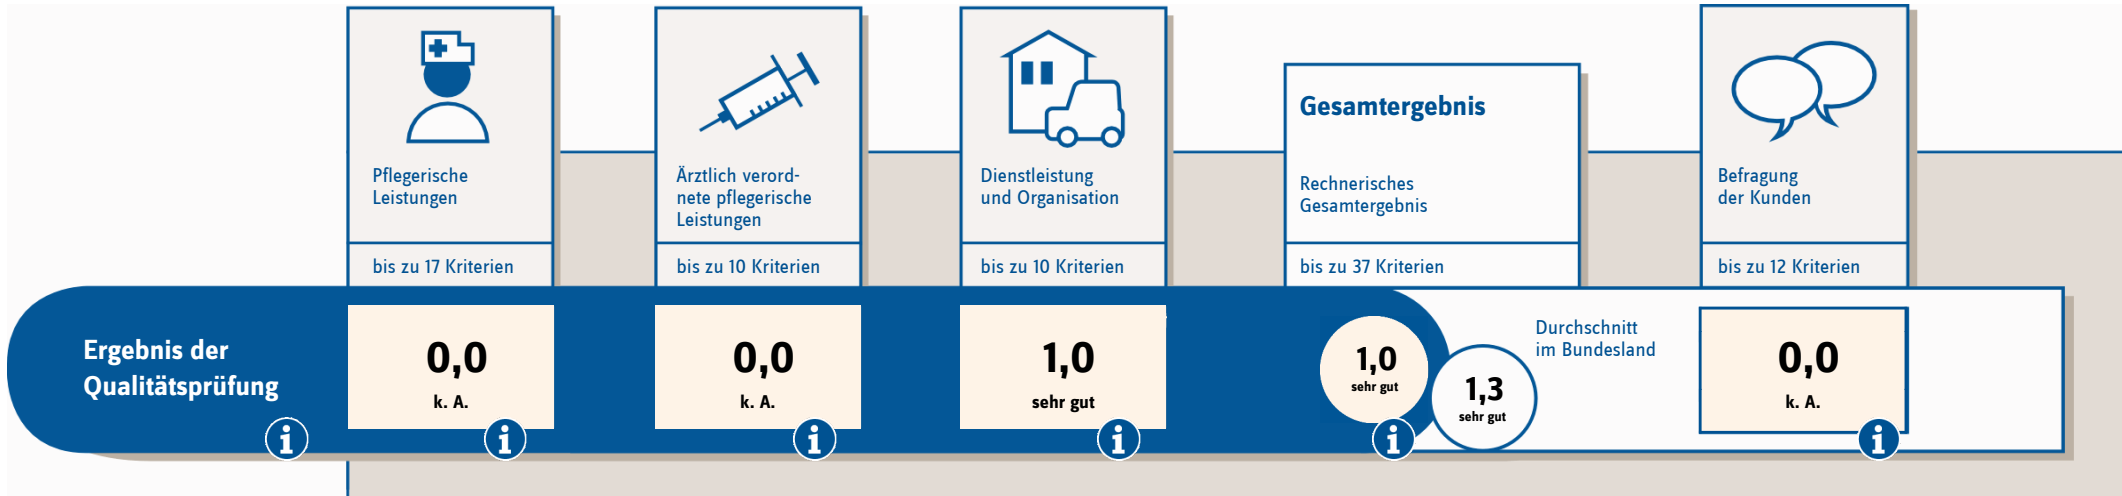 Pflegerische
Leistungen
bis zu 17 Kriterien
Ärztlich verord-
nete pflegerische
Leistungen
bis zu 10 Kriterien
Dienstleistung
und Organisation
bis zu 10 Kriterien
Gesamtergebnis
Rechnerisches
Gesamtergebnis
bis zu 37 Kriterien
Befragung
der Kunden
bis zu 12 Kriterien
Ergebnis der
Qualitätsprüfung
i
0,0
k. A.
i
0,0
k. A.
i
1,0
sehr gut
i
1,0
sehr gut
i
1,3
sehr gut
Durchschnitt
im Bundesland
0,0
k. A.
i